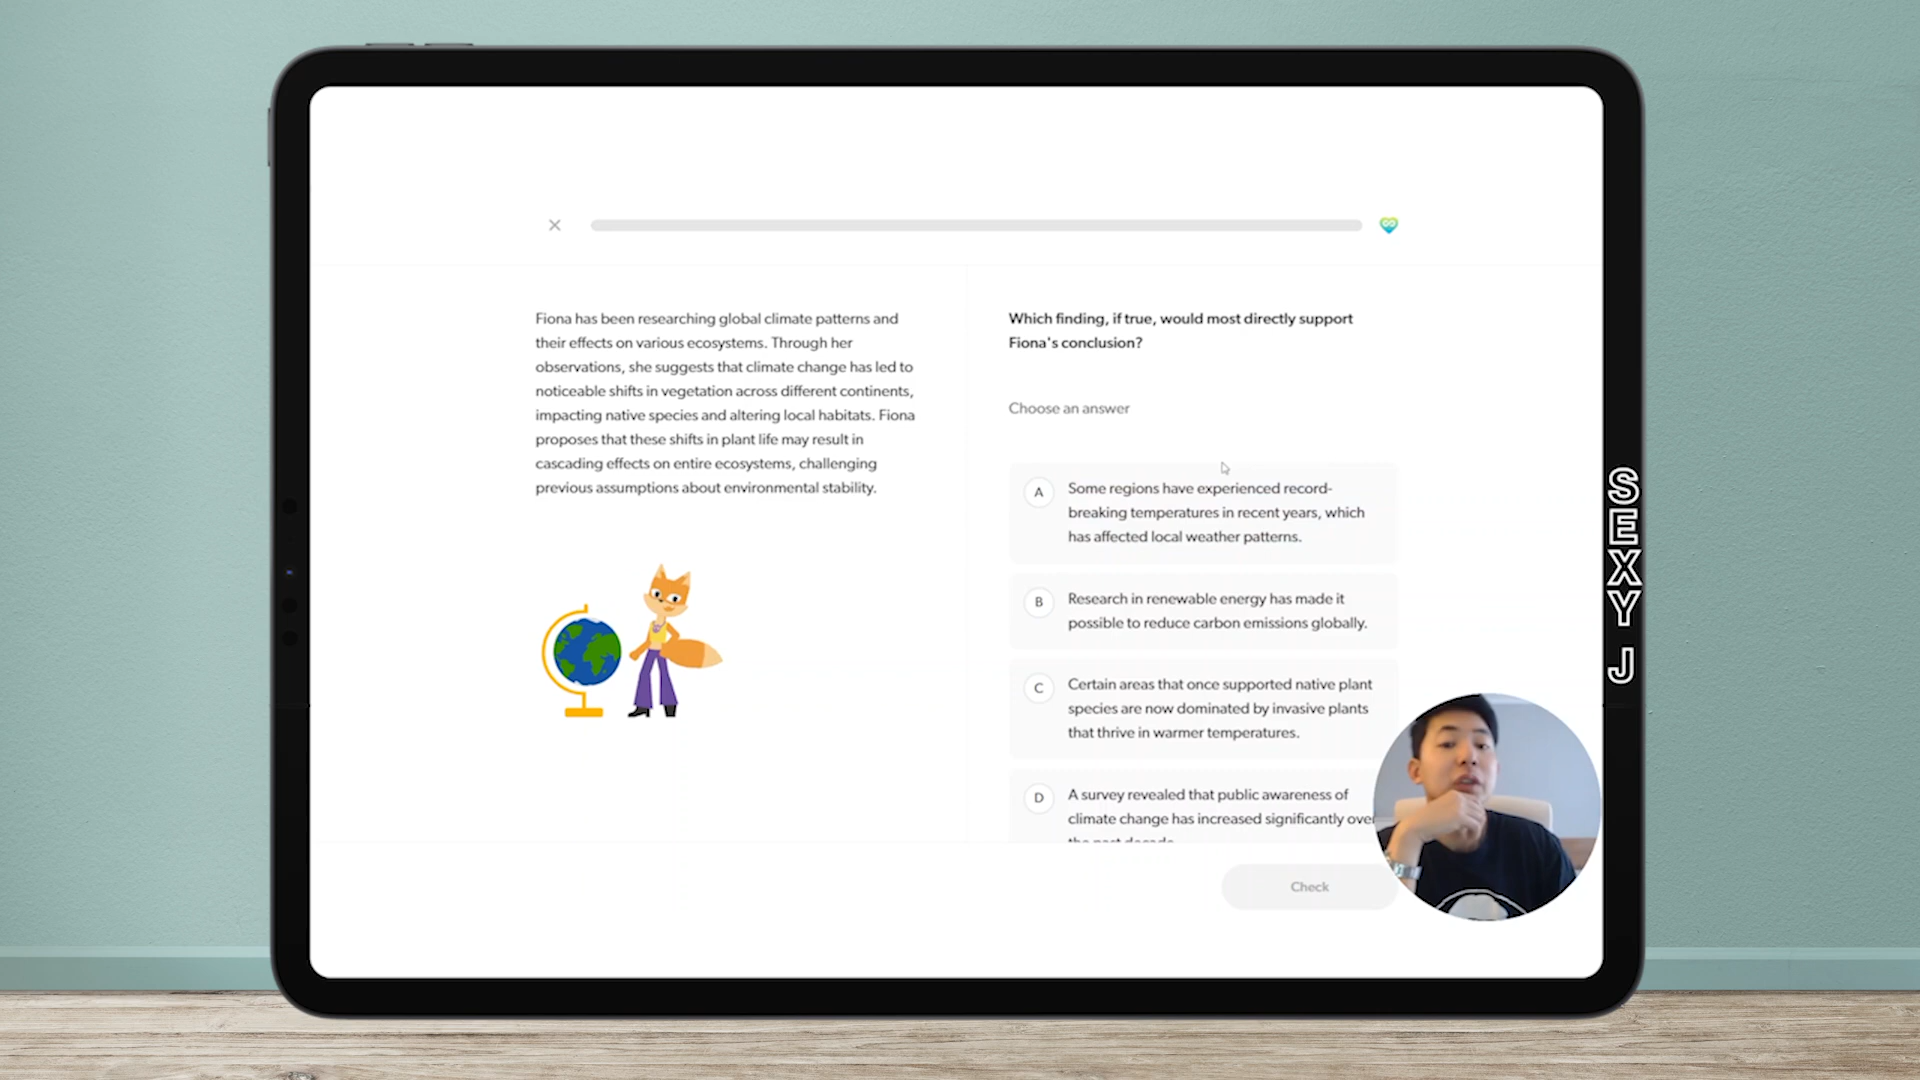 Fiona has been researching global climate patterns and
their effects on various ecosystems. Through her
observations, she suggests that climate change has led to
noticeable shifts in vegetation across different continents,
impacting native species and altering local habitats. Fiona
proposes that these shifts in plant life may result in
cascading effects on entire ecosystems, challenging
previous assumptions about environmental stability.
Which finding, if true, would most directly support
Fiona's conclusion?
Choose an answer
A
Some regions have experienced record-
breaking temperatures in recent years, which
has affected local weather patterns.
B
Research in renewable energy has made it
possible to reduce carbon emissions globally.
C
Certain areas that once supported native plant
species are now dominated by invasive plants
that thrive in warmer temperatures.
D
A survey revealed that public awareness of
climate change has increased significantly over
the past decade.
Check
SEXY J